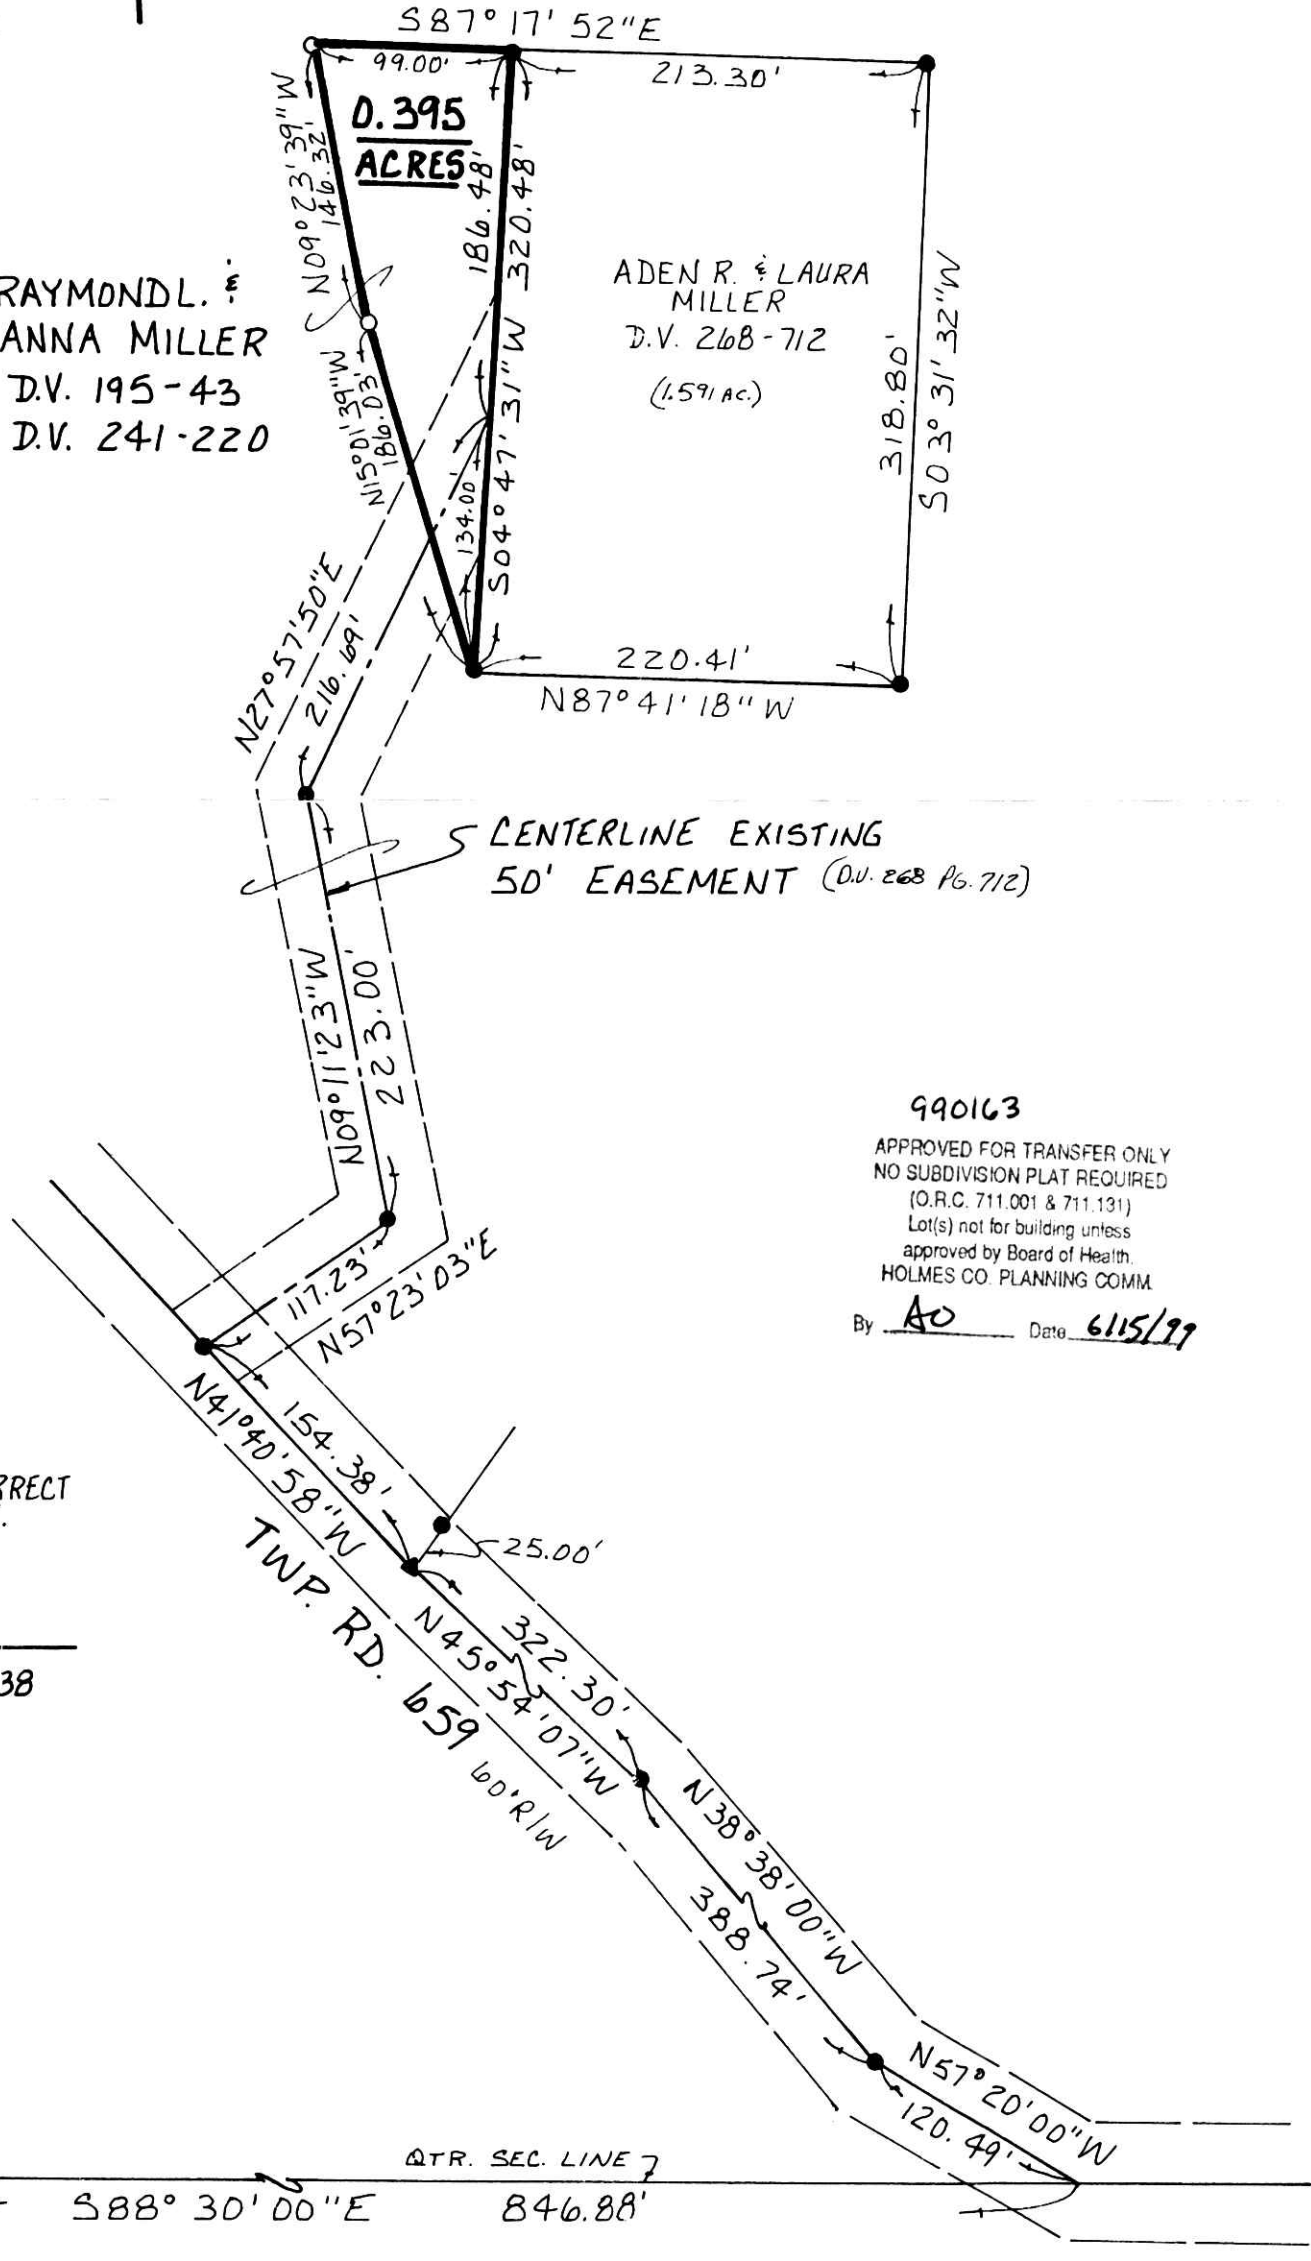 S87° 17' 52"E
99.00'
213.30'
0.395
ACRES
N09° 23' 39" W
146.32'
186.48'
320.48'
S04° 47' 31" W
134.00'
N15° 01' 39" W
186.03'
RAYMOND L. &
ANNA MILLER
D.V. 195-43
D.V. 241-220
ADEN R. & LAURA
MILLER
D.V. 268-712
(1.591 AC.)
318.80'
S03° 31' 32" W
220.41'
N87° 41' 18" W
N27° 57' 50" E
216.69'
CENTERLINE EXISTING
50' EASEMENT (D.V. 268 PG. 712)
N09° 11' 23" W
223.00'
990163
APPROVED FOR TRANSFER ONLY
NO SUBDIVISION PLAT REQUIRED
(O.R.C. 711.001 & 711.131)
Lot(s) not for building unless
approved by Board of Health.
HOLMES CO. PLANNING COMM.
By AO Date 6/15/99
117.23'
N57° 23' 03" E
N41° 40' 58" W
154.38'
RRECT
25.00'
TWP. RD. 659 60' R/W
N45° 54' 07" W
322.30'
38
N38° 38' 00" W
388.74'
N57° 20' 00" W
120.49'
QTR. SEC. LINE
S88° 30' 00" E 846.88'